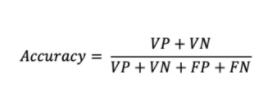 Accuracy = VP + VN / VP + VN + FP + FN